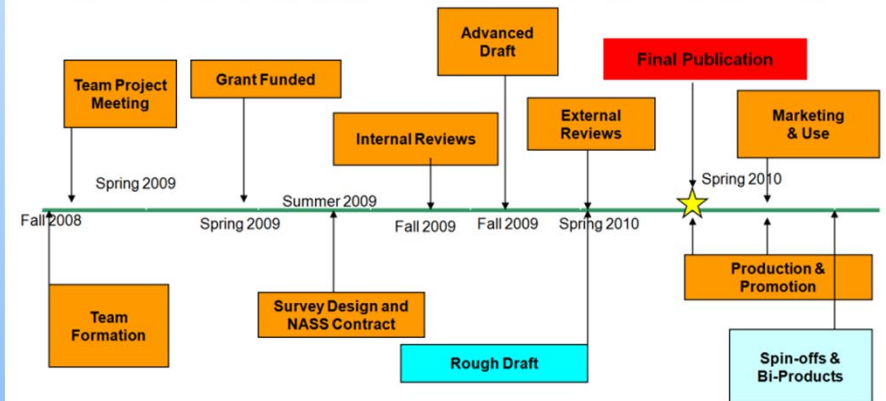 Advanced
Draft
Final Publication
Team Project
Meeting
Grant Funded
Internal Reviews
External
Reviews
Marketing
& Use
Spring 2009
Spring 2010
Summer 2009
Fall 2008
Spring 2009
Fall 2009
Fall 2009
Spring 2010
Team
Formation
Survey Design and
NASS Contract
Rough Draft
Production &
Promotion
Spin-offs &
Bi-Products